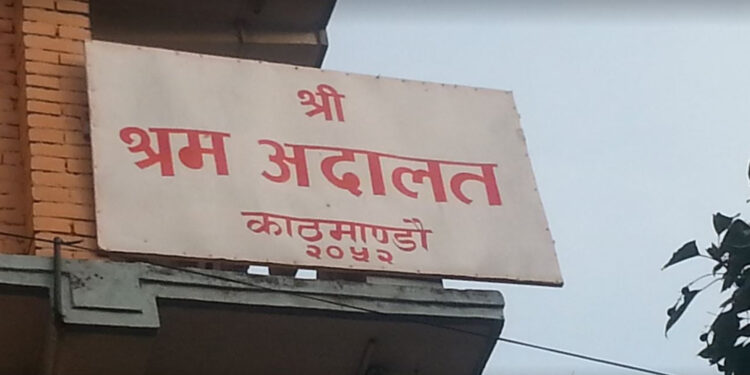 श्री
श्रम अदालत
काठमाण्डौ
२०५२